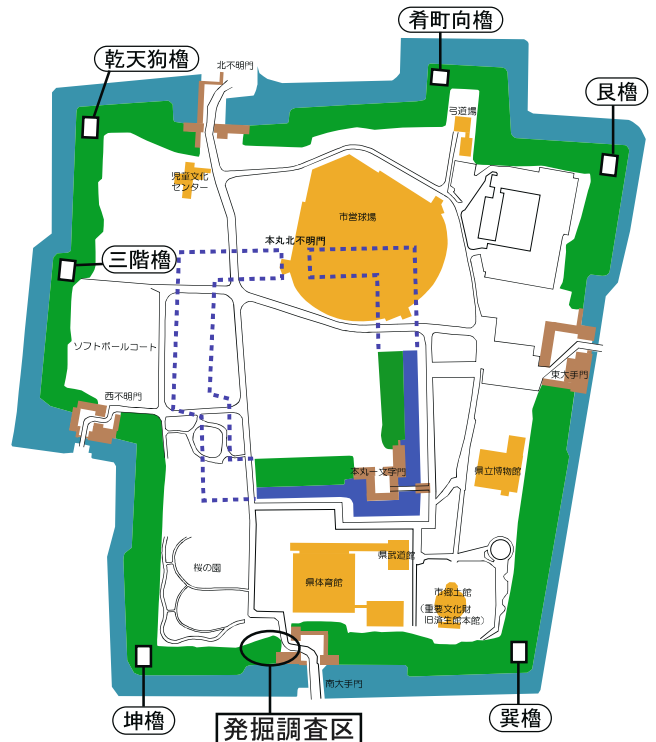 肴町向櫓
乾天狗櫓
北不明門
艮櫓
弓道場
児童文化
センター
市営球場
本丸北不明門
三階櫓
ソフトボールコート
東大手門
西不明門
本丸一文字門
県立博物館
県武道館
桜の園
県体育館
市郷土館
(重要文化財
旧済生館本館)
南大手門
坤櫓
巽櫓
発掘調査区